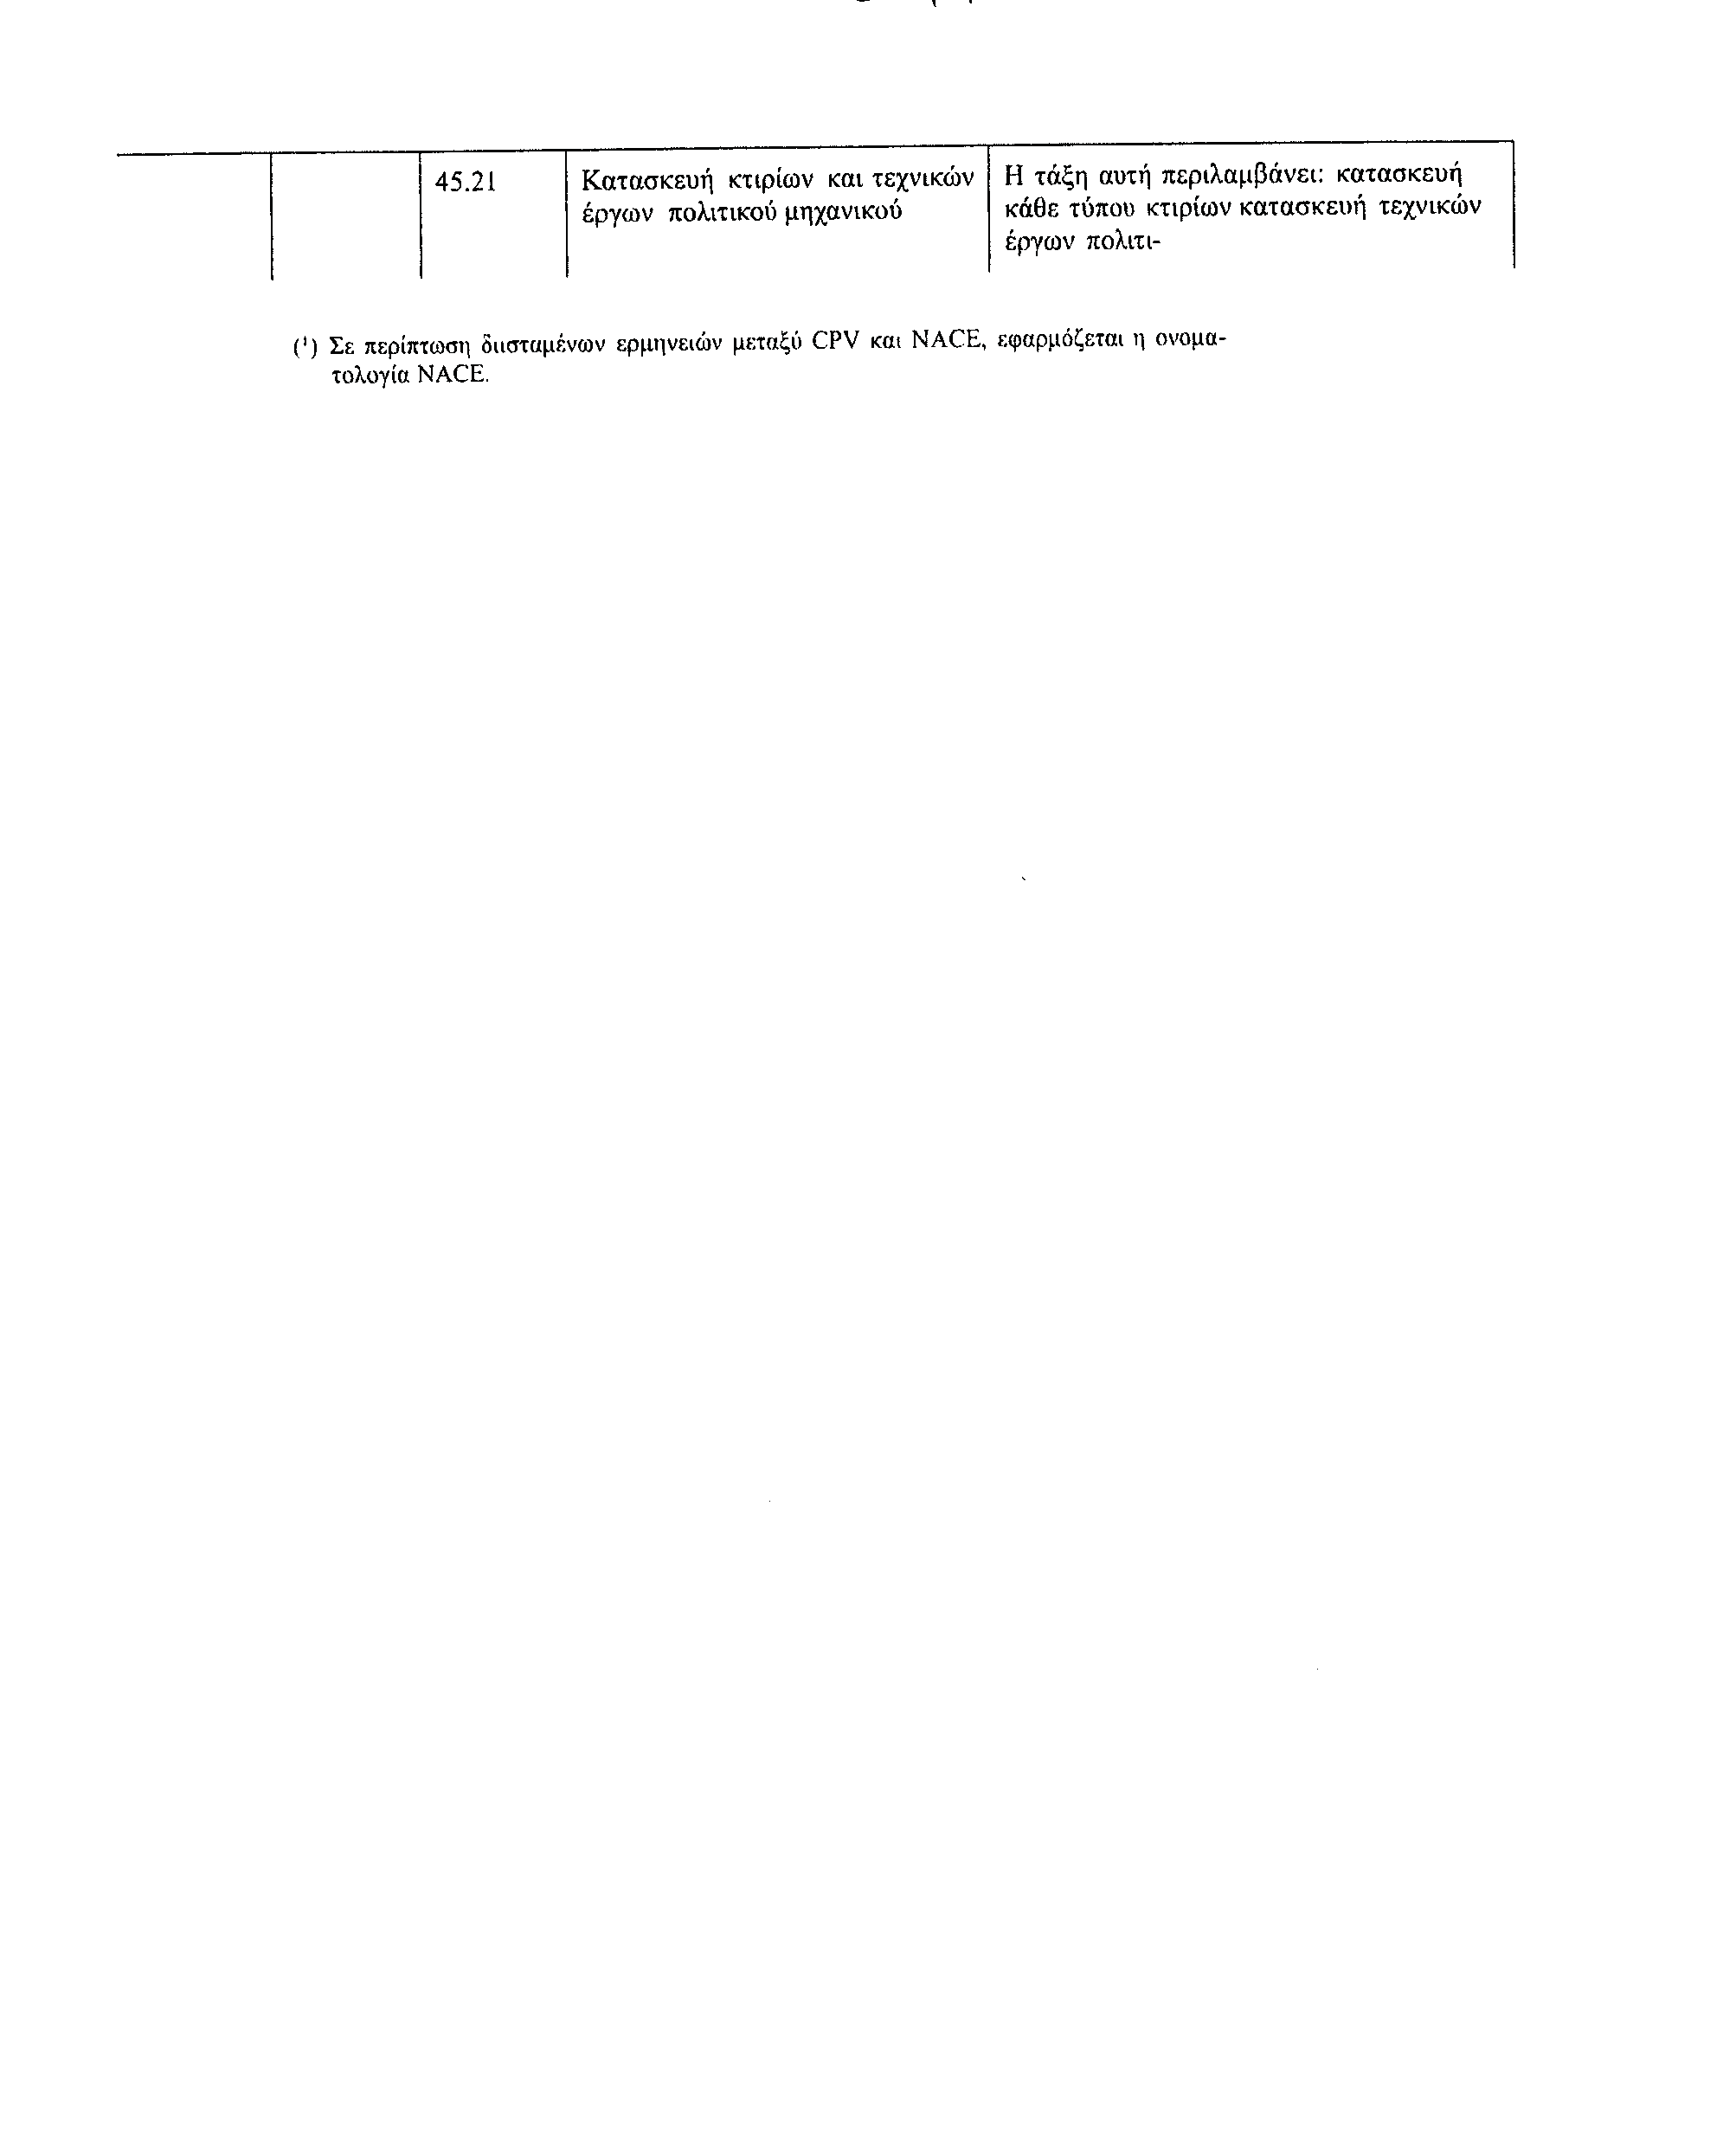 45.21
Κατασκευή κτιρίων και τεχνικών
έργων πολιτικού μηχανικού
Η τάξη αυτή περιλαμβάνει: κατασκευή
κάθε τύπου κτιρίων κατασκευή τεχνικών
έργων πολιτι-
(¹) Σε περίπτωση διισταμένων ερμηνειών μεταξύ CPV και NACE, εφαρμόζεται η ονομα-
τολογία NACE.